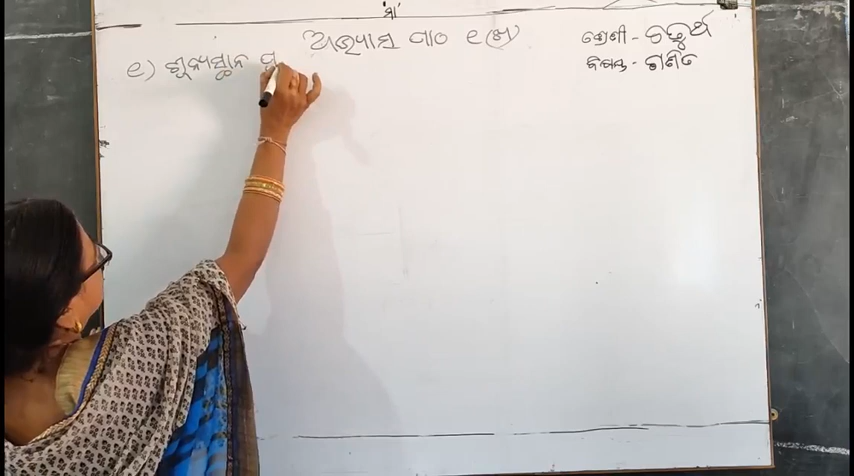 ଅଭ୍ୟାସ ପାଠ ୧ (ଖ)
ଶ୍ରେଣୀ - ଚତୁର୍ଥ
ବିଷୟ - ଗଣିତ
୧) ଶୂନ୍ୟସ୍ଥାନ ପୂ